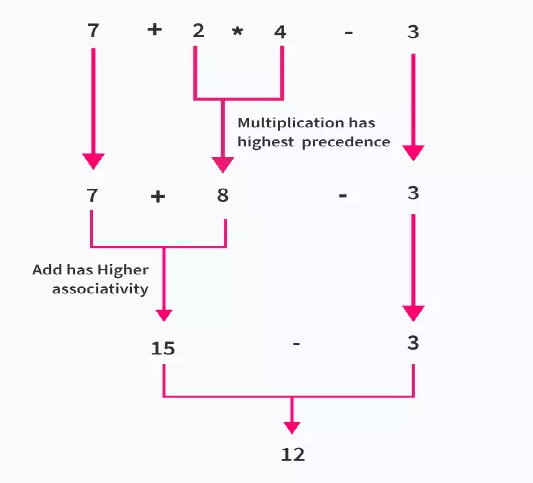 7 + 2 * 4 - 3
Multiplication has
highest precedence
7 + 8 - 3
Add has Higher
associativity
15 - 3
12